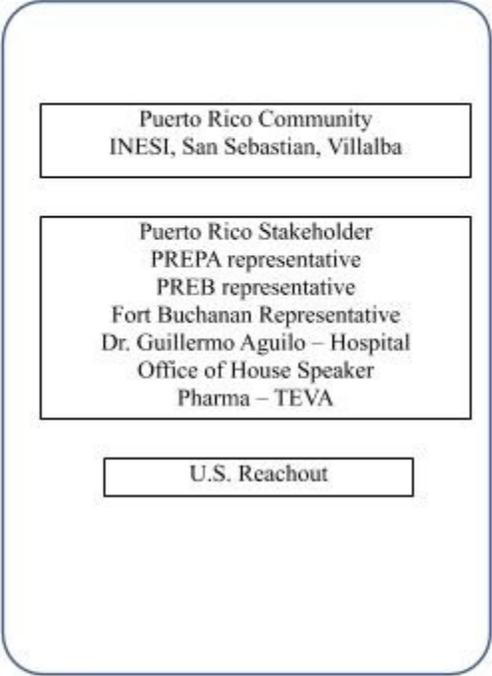 Puerto Rico Community
INESI, San Sebastian, Villalba
Puerto Rico Stakeholder
PREPA representative
PREB representative
Fort Buchanan Representative
Dr. Guillermo Aguilo – Hospital
Office of House Speaker
Pharma – TEVA
U.S. Reachout